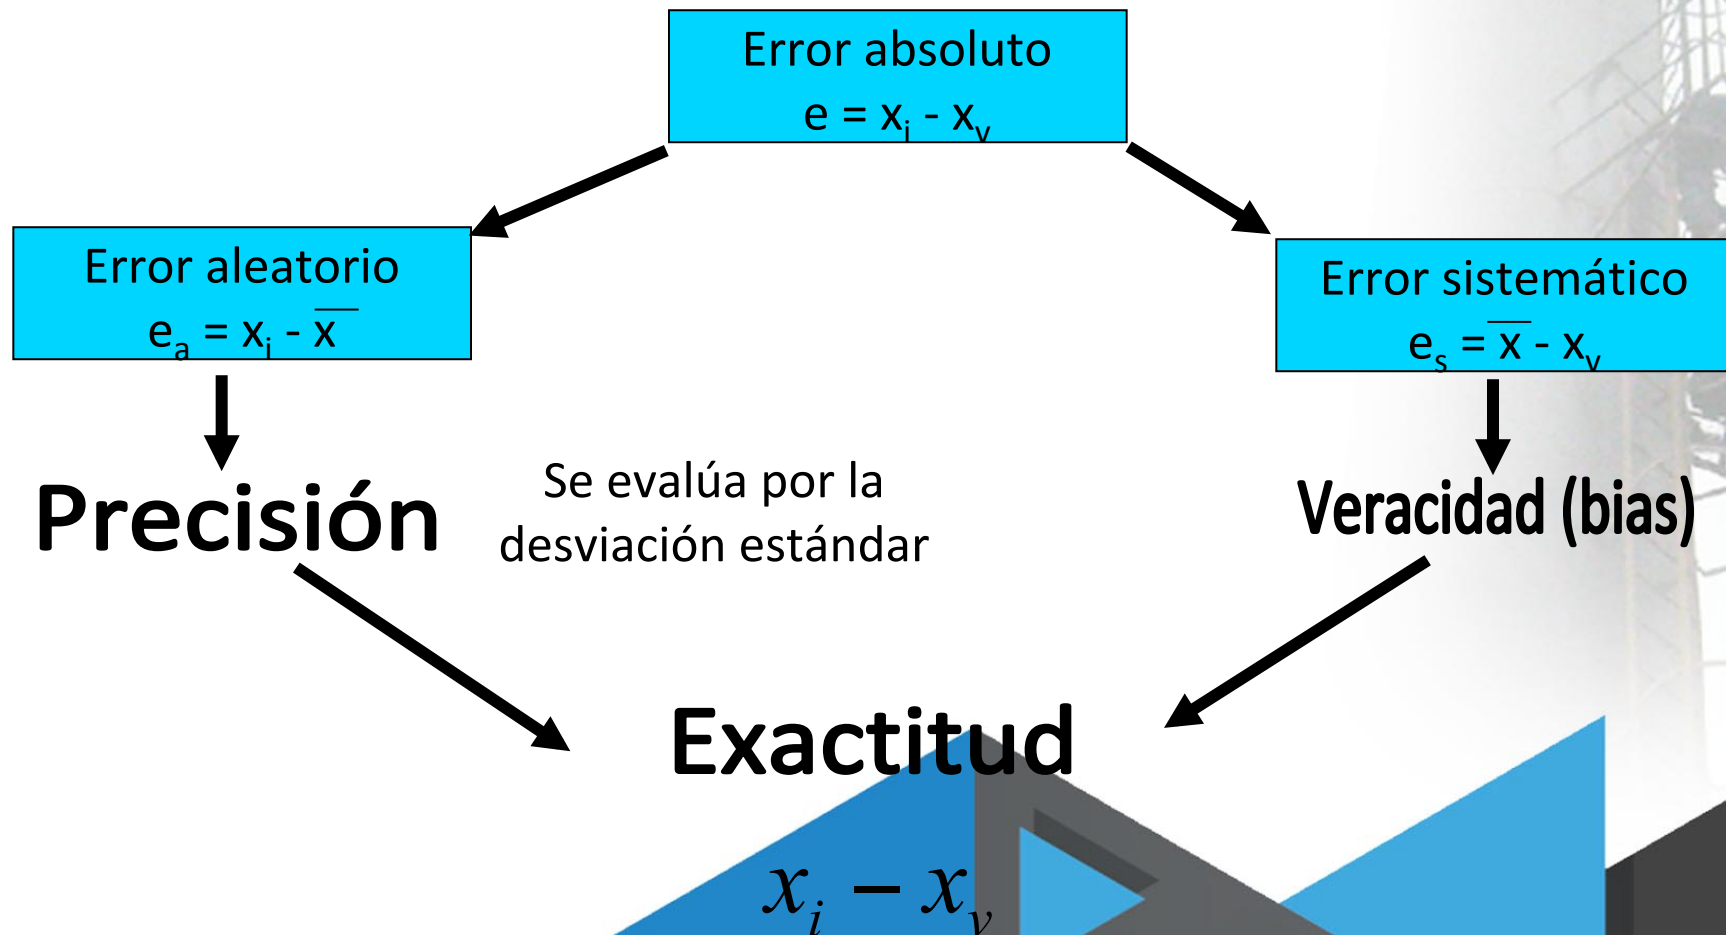 Error absoluto
e = xᵢ - xᵥ
Error aleatorio
eₐ = xᵢ - x̅
Error sistemático
eₛ = x̅ - xᵥ
Precisión
Se evalúa por la
desviación estándar
Veracidad (bias)
Exactitud
xᵢ − xᵥ